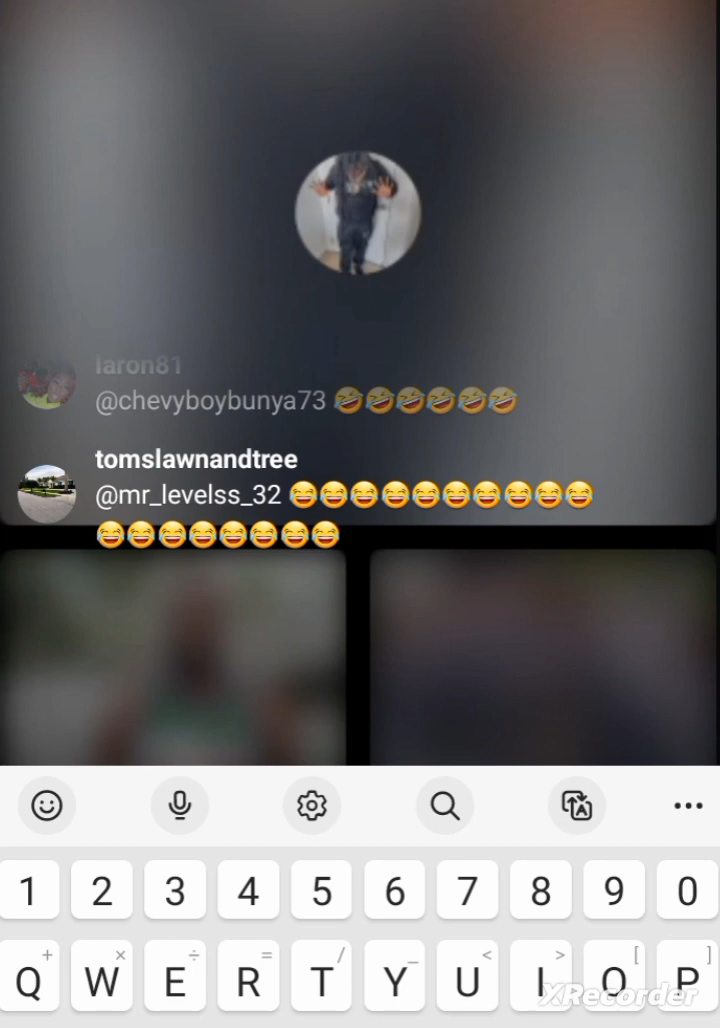 laron81
@chevyboybunya73 🤣🤣🤣🤣🤣🤣
tomslawnandtree
@mr_levelss_32 😂😂😂😂😂😂😂😂😂😂
😂😂😂😂😂😂😂😂
1 2 3 4 5 6 7 8 9 0
+ × ÷ = / _ < > [ ]
Q W E R T Y U I O P
XRecorder